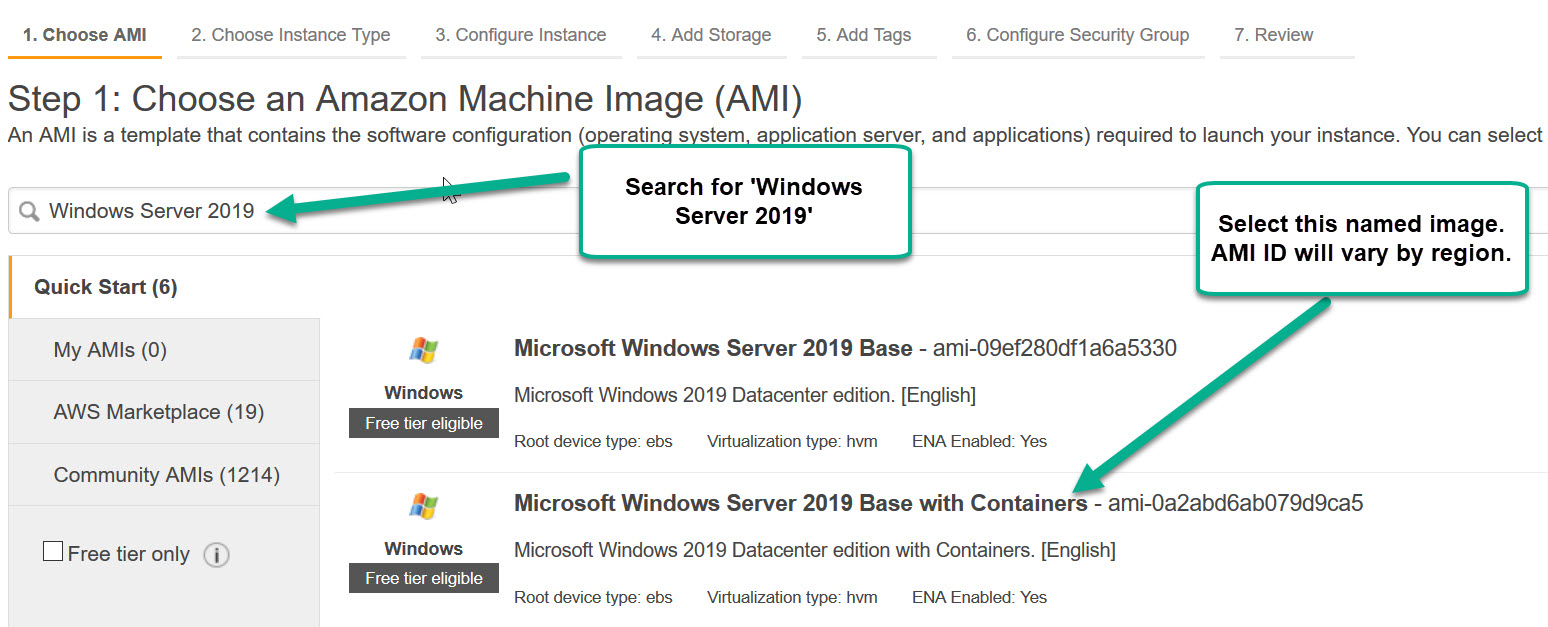 1. Choose AMI
2. Choose Instance Type
3. Configure Instance
4. Add Storage
5. Add Tags
6. Configure Security Group
7. Review
Step 1: Choose an Amazon Machine Image (AMI)
An AMI is a template that contains the software configuration (operating system, application server, and applications) required to launch your instance. You can select
Windows Server 2019
Search for 'Windows
Server 2019'
Select this named image.
AMI ID will vary by region.
Quick Start (6)
My AMIs (0)
AWS Marketplace (19)
Community AMIs (1214)
Free tier only
i
Windows
Free tier eligible
Microsoft Windows Server 2019 Base - ami-09ef280df1a6a5330
Microsoft Windows 2019 Datacenter edition. [English]
Root device type: ebs
Virtualization type: hvm
ENA Enabled: Yes
Windows
Free tier eligible
Microsoft Windows Server 2019 Base with Containers - ami-0a2abd6ab079d9ca5
Microsoft Windows 2019 Datacenter edition with Containers. [English]
Root device type: ebs
Virtualization type: hvm
ENA Enabled: Yes